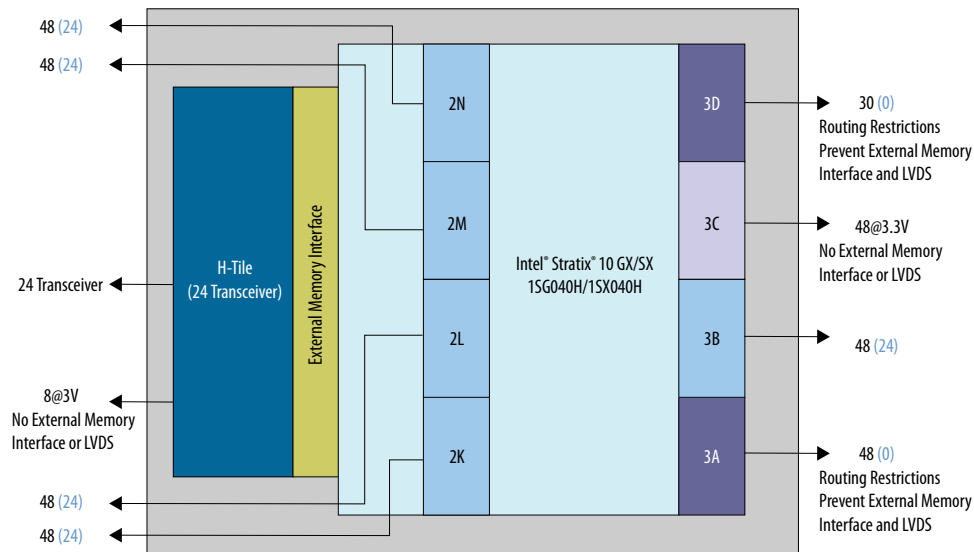 48 (24)
48 (24)
24 Transceiver
8@3V
No External Memory
Interface or LVDS
48 (24)
48 (24)
H-Tile
(24 Transceiver)
External Memory Interface
2N
2M
2L
2K
Intel® Stratix® 10 GX/SX
1SG040H/1SX040H
3D
3C
3B
3A
30 (0)
Routing Restrictions
Prevent External Memory
Interface and LVDS
48@3.3V
No External Memory
Interface or LVDS
48 (24)
48 (0)
Routing Restrictions
Prevent External Memory
Interface and LVDS